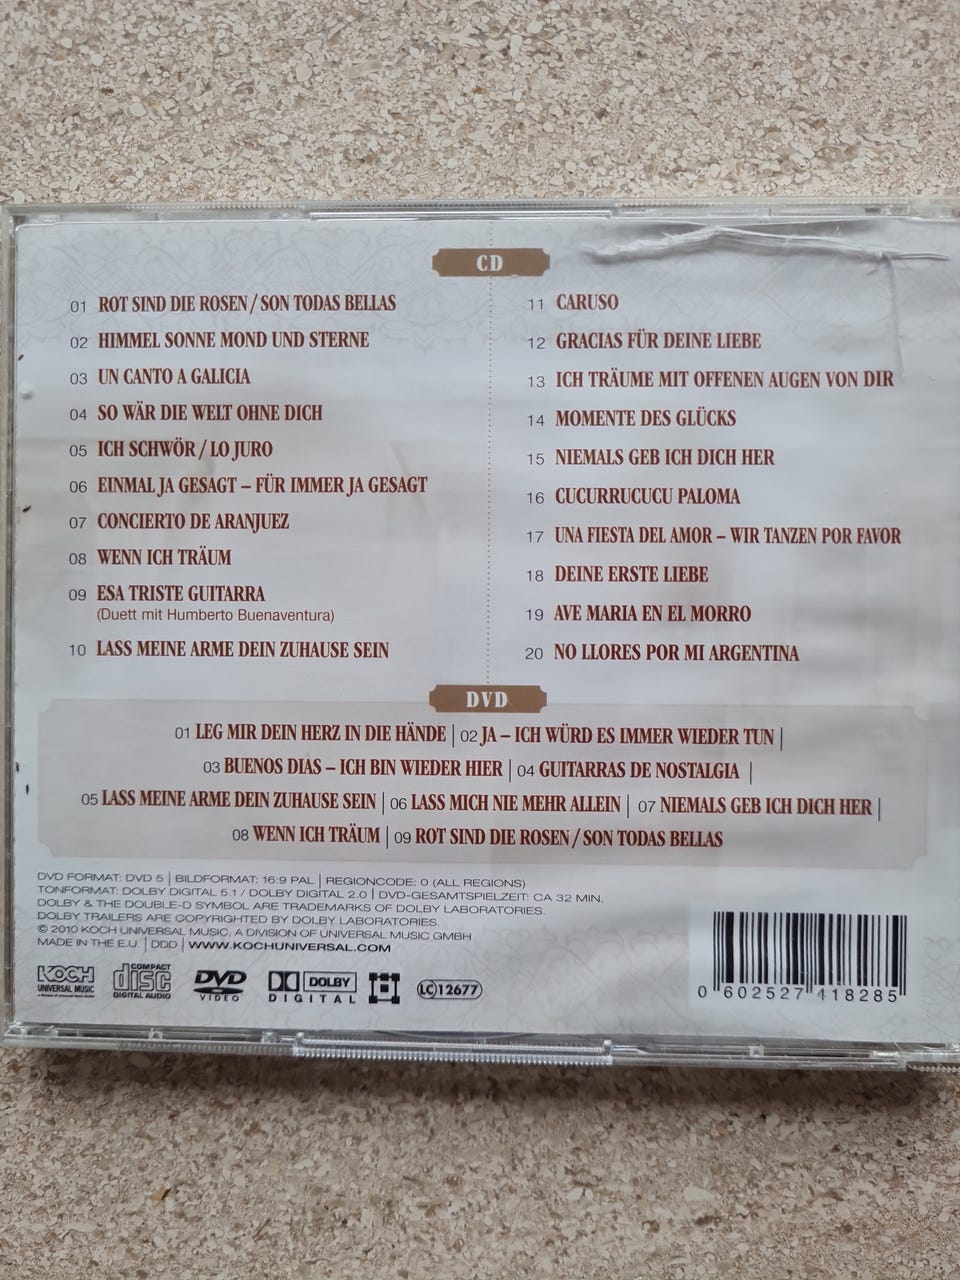 CD
01 ROT SIND DIE ROSEN / SON TODAS BELLAS
02 HIMMEL SONNE MOND UND STERNE
03 UN CANTO A GALICIA
04 SO WÄR DIE WELT OHNE DICH
05 ICH SCHWÖR / LO JURO
06 EINMAL JA GESAGT – FÜR IMMER JA GESAGT
07 CONCIERTO DE ARANJUEZ
08 WENN ICH TRÄUM
09 ESA TRISTE GUITARRA
(Duett mit Humberto Buenaventura)
10 LASS MEINE ARME DEIN ZUHAUSE SEIN
11 CARUSO
12 GRACIAS FÜR DEINE LIEBE
13 ICH TRÄUME MIT OFFENEN AUGEN VON DIR
14 MOMENTE DES GLÜCKS
15 NIEMALS GEB ICH DICH HER
16 CUCURRUCUCU PALOMA
17 UNA FIESTA DEL AMOR – WIR TANZEN POR FAVOR
18 DEINE ERSTE LIEBE
19 AVE MARIA EN EL MORRO
20 NO LLORES POR MI ARGENTINA
DVD
01 LEG MIR DEIN HERZ IN DIE HÄNDE | 02 JA – ICH WÜRD ES IMMER WIEDER TUN |
03 BUENOS DIAS – ICH BIN WIEDER HIER | 04 GUITARRAS DE NOSTALGIA |
05 LASS MEINE ARME DEIN ZUHAUSE SEIN | 06 LASS MICH NIE MEHR ALLEIN | 07 NIEMALS GEB ICH DICH HER |
08 WENN ICH TRÄUM | 09 ROT SIND DIE ROSEN / SON TODAS BELLAS
DVD FORMAT: DVD 5 | BILDFORMAT: 16:9 PAL | REGIONCODE: 0 (ALL REGIONS)
TONFORMAT: DOLBY DIGITAL 5.1 / DOLBY DIGITAL 2.0 | DVD-GESAMTSPIELZEIT: CA 32 MIN.
DOLBY & THE DOUBLE-D SYMBOL ARE TRADEMARKS OF DOLBY LABORATORIES.
DOLBY TRAILERS ARE COPYRIGHTED BY DOLBY LABORATORIES.
© 2010 KOCH UNIVERSAL MUSIC, A DIVISION OF UNIVERSAL MUSIC GMBH
MADE IN THE E.U. | DDD | WWW.KOCHUNIVERSAL.COM
KOCH
UNIVERSAL MUSIC
COMPACT
disc
DIGITAL AUDIO
DVD
VIDEO
DOLBY
DIGITAL
LC 12677
0 602527 418285